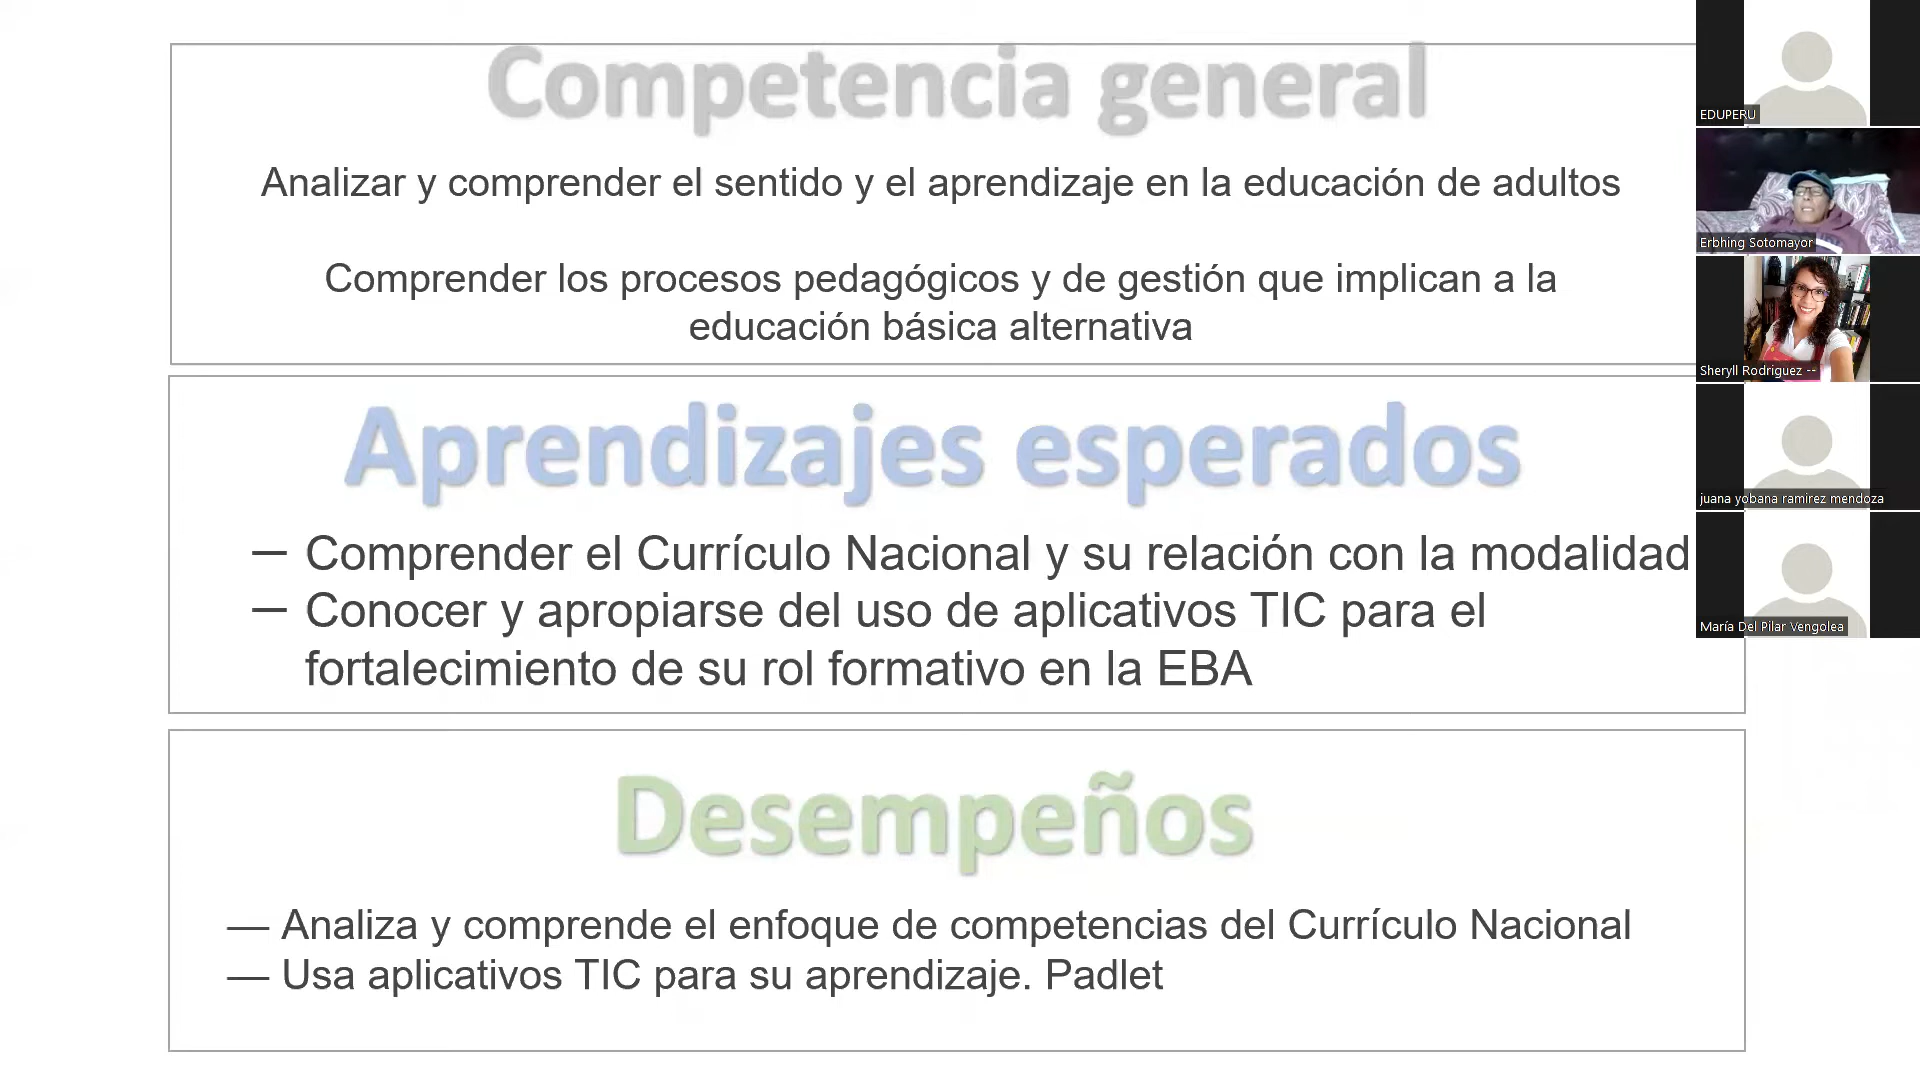 Competencia general
Analizar y comprender el sentido y el aprendizaje en la educación de adultos
Comprender los procesos pedagógicos y de gestión que implican a la
educación básica alternativa
Aprendizajes esperados
— Comprender el Currículo Nacional y su relación con la modalidad
— Conocer y apropiarse del uso de aplicativos TIC para el
fortalecimiento de su rol formativo en la EBA
Desempeños
— Analiza y comprende el enfoque de competencias del Currículo Nacional
— Usa aplicativos TIC para su aprendizaje. Padlet
EDUPERU
Erbhing Sotomayor
Sheryll Rodriguez --
juana yobana ramirez mendoza
María Del Pilar Vengolea